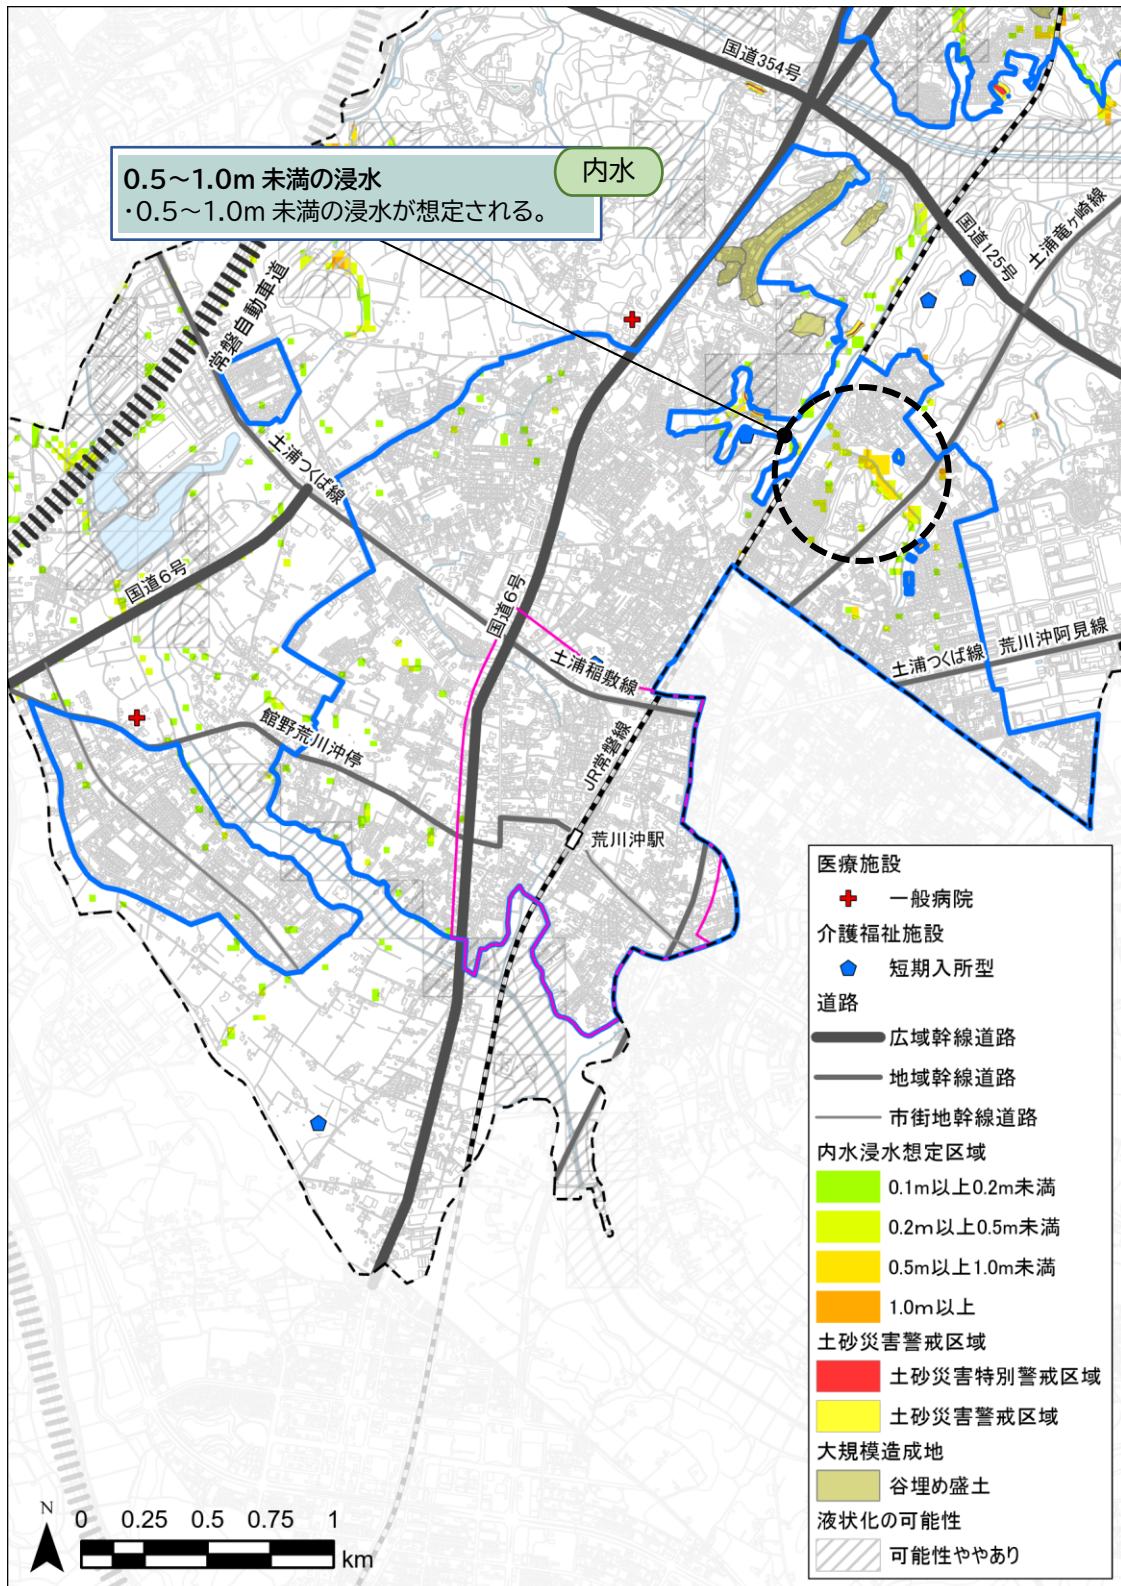 国道354号
0.5～1.0m 未満の浸水
内水
・0.5～1.0m 未満の浸水が想定される。
国道125号
土浦竜ヶ崎線
常磐自動車道
土浦つくば線
国道6号
国道6号
土浦稲敷線
土浦つくば線
荒川沖阿見線
館野荒川沖停
JR常磐線
荒川沖駅
医療施設
一般病院
介護福祉施設
短期入所型
道路
広域幹線道路
地域幹線道路
市街地幹線道路
内水浸水想定区域
0.1m以上0.2m未満
0.2m以上0.5m未満
0.5m以上1.0m未満
1.0m以上
土砂災害警戒区域
土砂災害特別警戒区域
土砂災害警戒区域
大規模造成地
谷埋め盛土
液状化の可能性
可能性ややあり
N
0 0.25 0.5 0.75 1
km